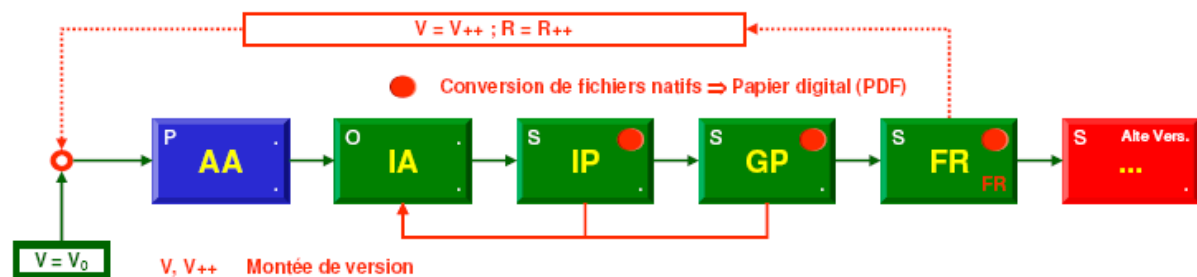 V = V++ ; R = R++
Conversion de fichiers natifs ⇒ Papier digital (PDF)
P . AA .
O . IA .
S IP .
S GP .
S FR FR
S Alte Vers. ... .
V = V₀
V, V++ Montée de version